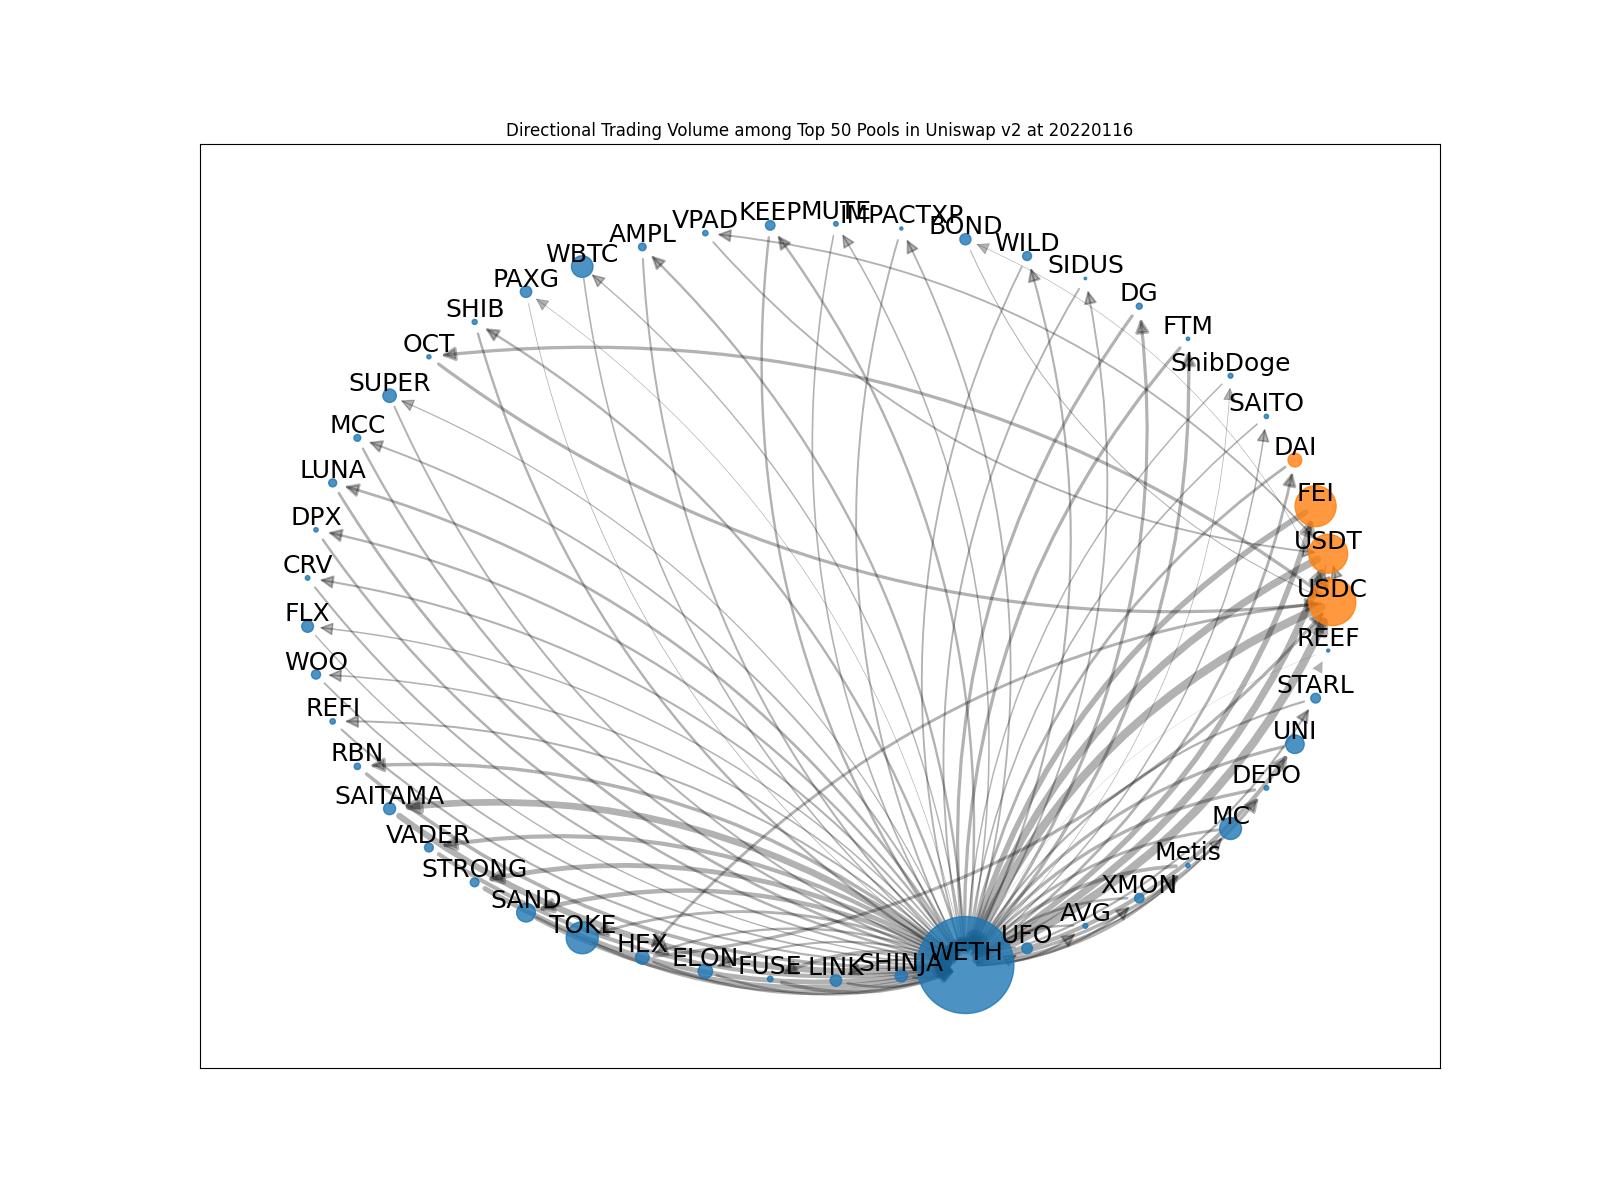 Directional Trading Volume among Top 50 Pools in Uniswap v2 at 20220116
KEEP
MUTE
IMPACTXP
VPAD
BOND
AMPL
WILD
WBTC
SIDUS
PAXG
DG
SHIB
FTM
OCT
ShibDoge
SUPER
SAITO
MCC
DAI
LUNA
FEI
DPX
USDT
CRV
USDC
FLX
REEF
WOO
STARL
REFI
UNI
RBN
DEPO
SAITAMA
MC
VADER
Metis
STRONG
XMON
SAND
AVG
TOKE
UFO
HEX
WETH
ELON
FUSE
LINK
SHINJA